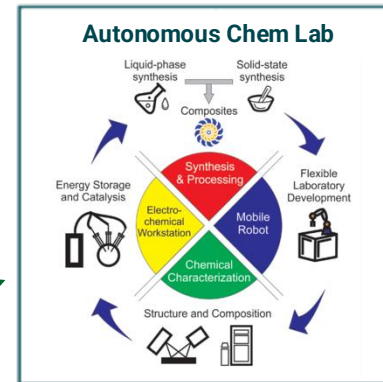 Autonomous Chem Lab
Liquid-phase
synthesis
Solid-state
synthesis
Composites
Synthesis
& Processing
Energy Storage
and Catalysis
Electro-
chemical
Workstation
Mobile
Robot
Flexible
Laboratory
Development
Chemical
Characterization
Structure and Composition